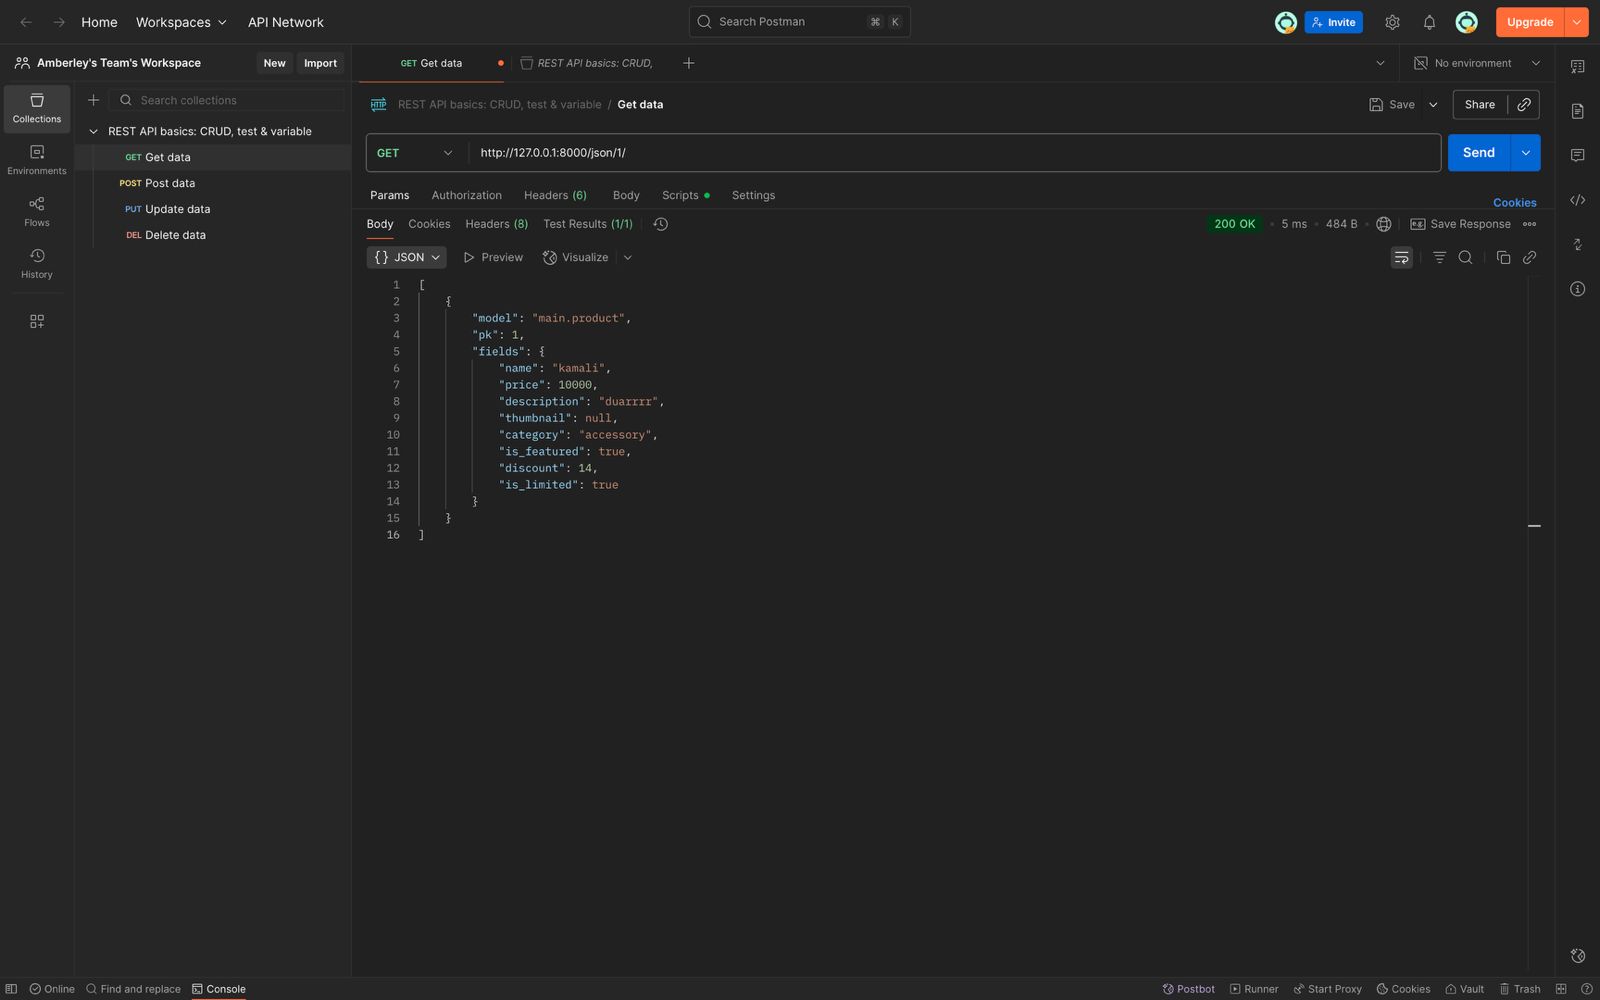 Home Workspaces API Network
Search Postman ⌘ K
Invite
Upgrade
Amberley's Team's Workspace New Import
GET Get data
REST API basics: CRUD,
No environment
Collections
Environments
Flows
History
Search collections
REST API basics: CRUD, test & variable
GET Get data
POST Post data
PUT Update data
DEL Delete data
HTTP REST API basics: CRUD, test & variable / Get data
Save Share
GET http://127.0.0.1:8000/json/1/
Send
Params Authorization Headers (6) Body Scripts Settings
Cookies
Body Cookies Headers (8) Test Results (1/1)
200 OK • 5 ms • 484 B • Save Response
{} JSON Preview Visualize
1 [
2 {
3 "model": "main.product",
4 "pk": 1,
5 "fields": {
6 "name": "kamali",
7 "price": 10000,
8 "description": "duarrrr",
9 "thumbnail": null,
10 "category": "accessory",
11 "is_featured": true,
12 "discount": 14,
13 "is_limited": true
14 }
15 }
16 ]
Online Find and replace Console
Postbot Runner Start Proxy Cookies Vault Trash